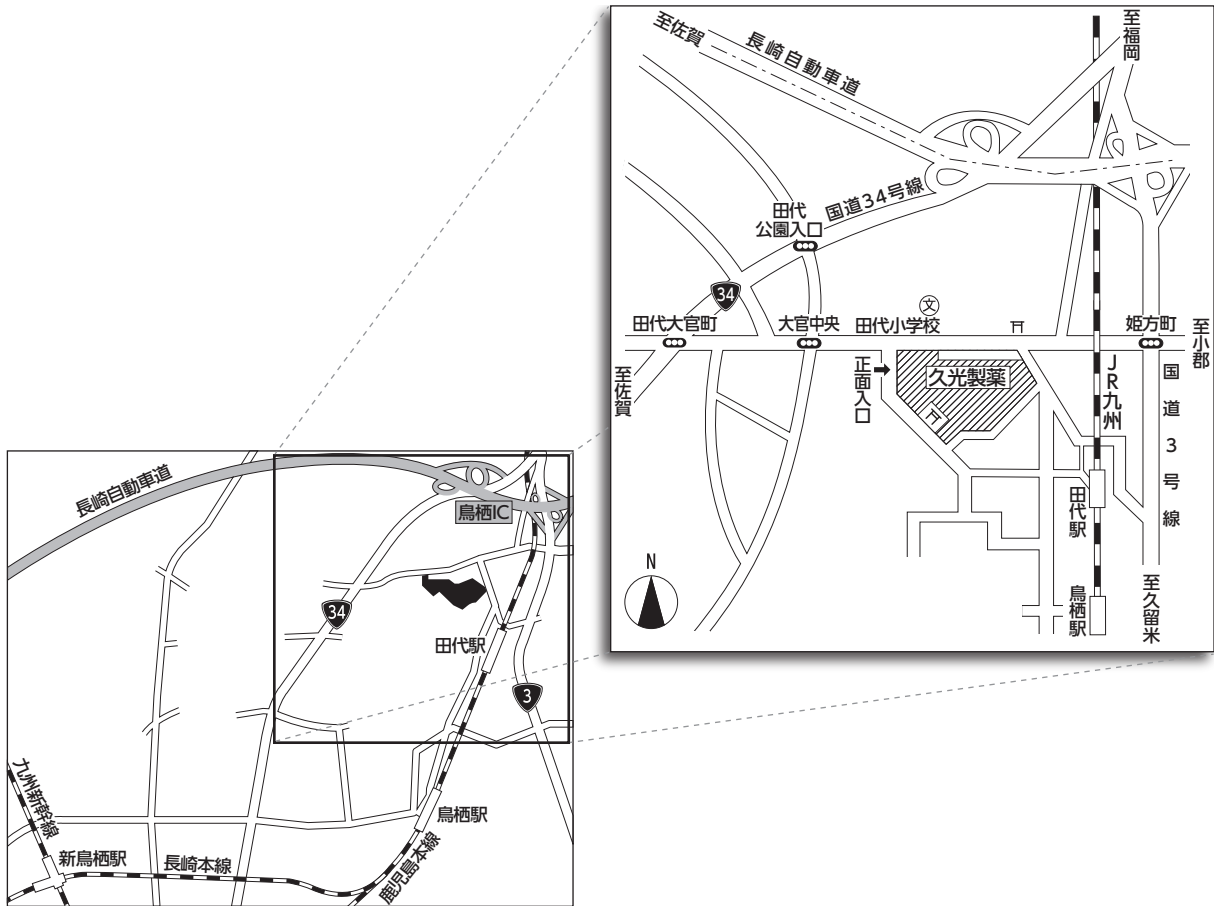 至佐賀
長崎自動車道
至福岡
国道34号線
田代
公園入口
34
文
田代大官町
大官中央
田代小学校
姫方町
至小郡
至佐賀
正面入口
久光製薬
JR九州
国道3号線
田代駅
鳥栖駅
至久留米
N
長崎自動車道
鳥栖IC
34
田代駅
3
九州新幹線
新鳥栖駅
長崎本線
鳥栖駅
鹿児島本線